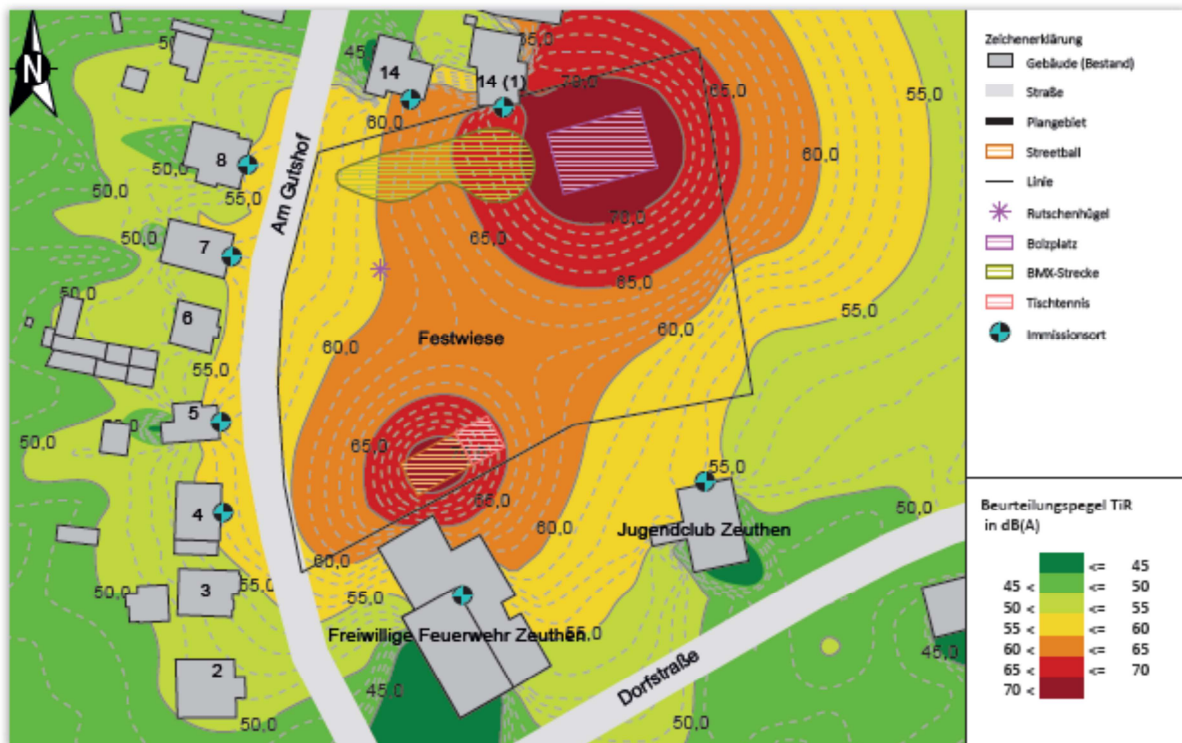 N
Am Gutshof
14
14 (1)
8
7
6
5
4
3
2
Festwiese
Jugendclub Zeuthen
Freiwillige Feuerwehr Zeuthen
Dorfstraße
45,0
65,0
70,0
65,0
55,0
60,0
60,0
50,0
50,0
55,0
50,0
50,0
70,0
65,0
65,0
55,0
60,0
60,0
55,0
50,0
65,0
55,0
50,0
65,0
60,0
60,0
50,0
55,0
55,0
55,0
45,0
45,0
50,0
50,0
Zeichenerklärung
Gebäude (Bestand)
Straße
Plangebiet
Streetball
Linie
Rutschenhügel
Bolzplatz
BMX-Strecke
Tischtennis
Immissionsort
Beurteilungspegel TiR
in dB(A)
<= 45
45 < <= 50
50 < <= 55
55 < <= 60
60 < <= 65
65 < <= 70
70 <